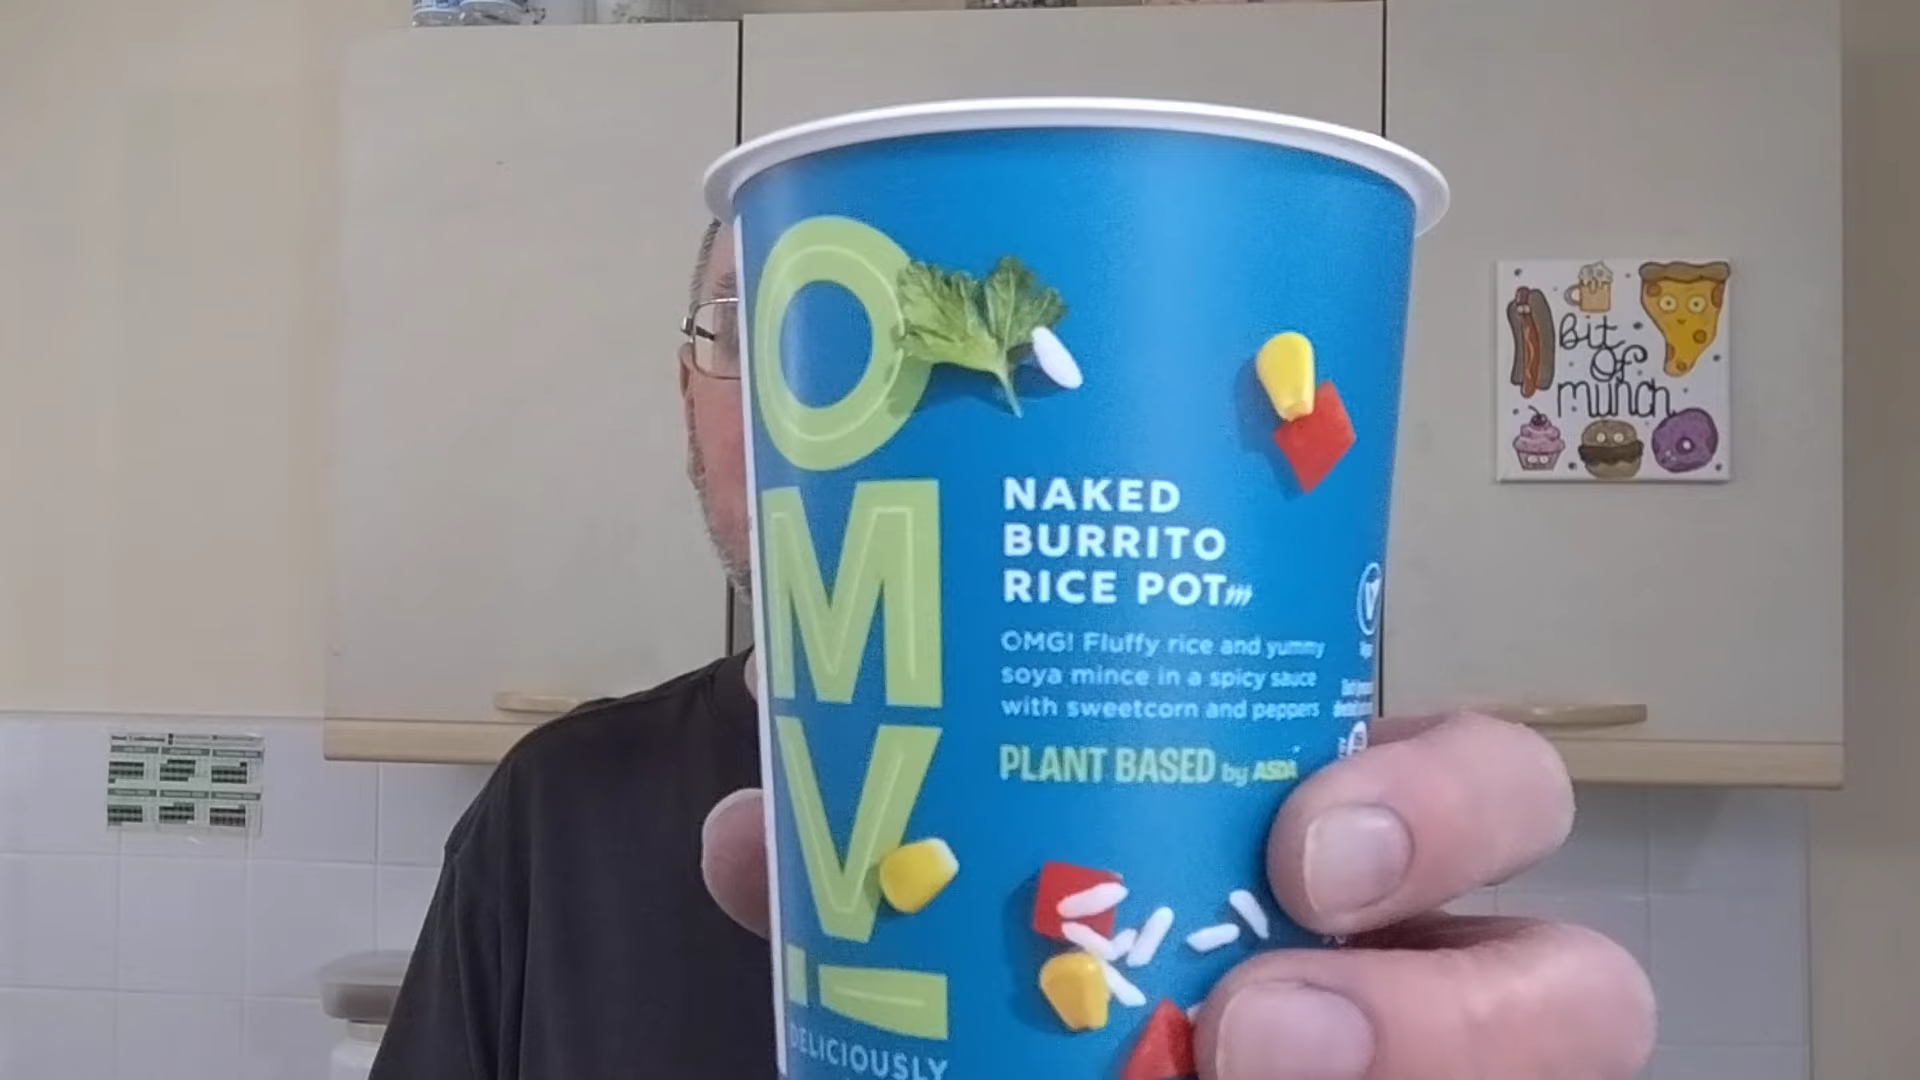 OMV!
DELICIOUSLY
NAKED
BURRITO
RICE POT
OMG! Fluffy rice and yummy
soya mince in a spicy sauce
with sweetcorn and peppers
PLANT BASED by ASDA
Bit
Of
munch